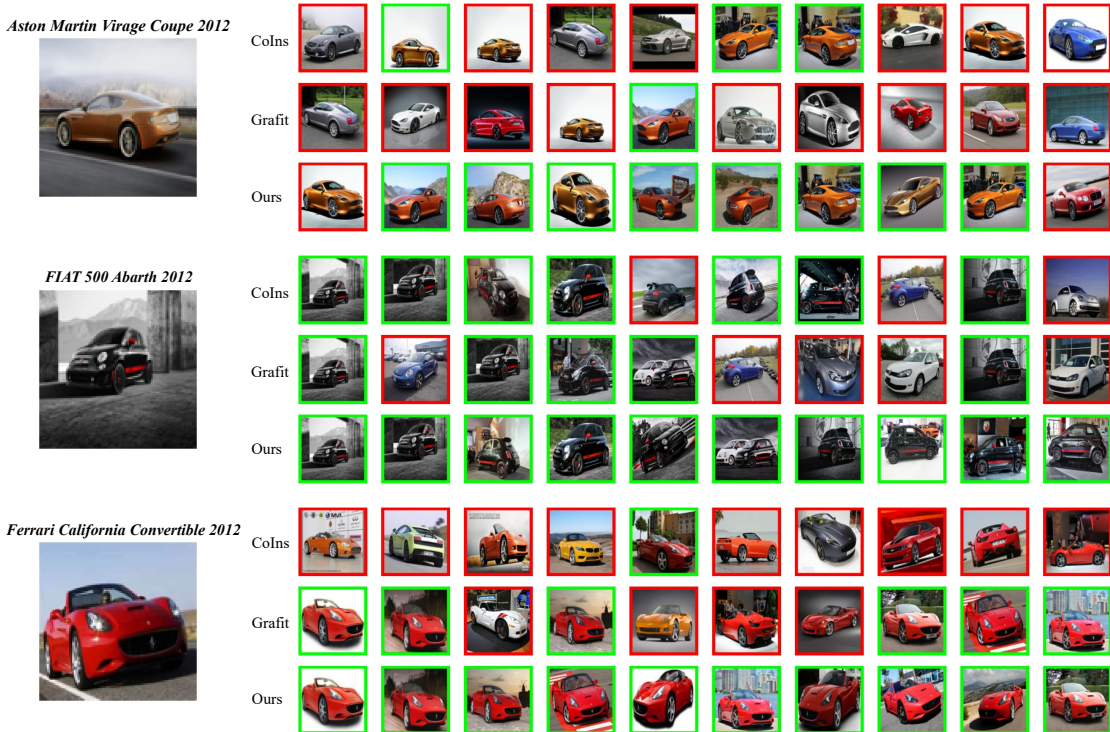 Aston Martin Virage Coupe 2012
CoIns
Grafit
Ours
FIAT 500 Abarth 2012
CoIns
Grafit
Ours
Ferrari California Convertible 2012
CoIns
Grafit
Ours